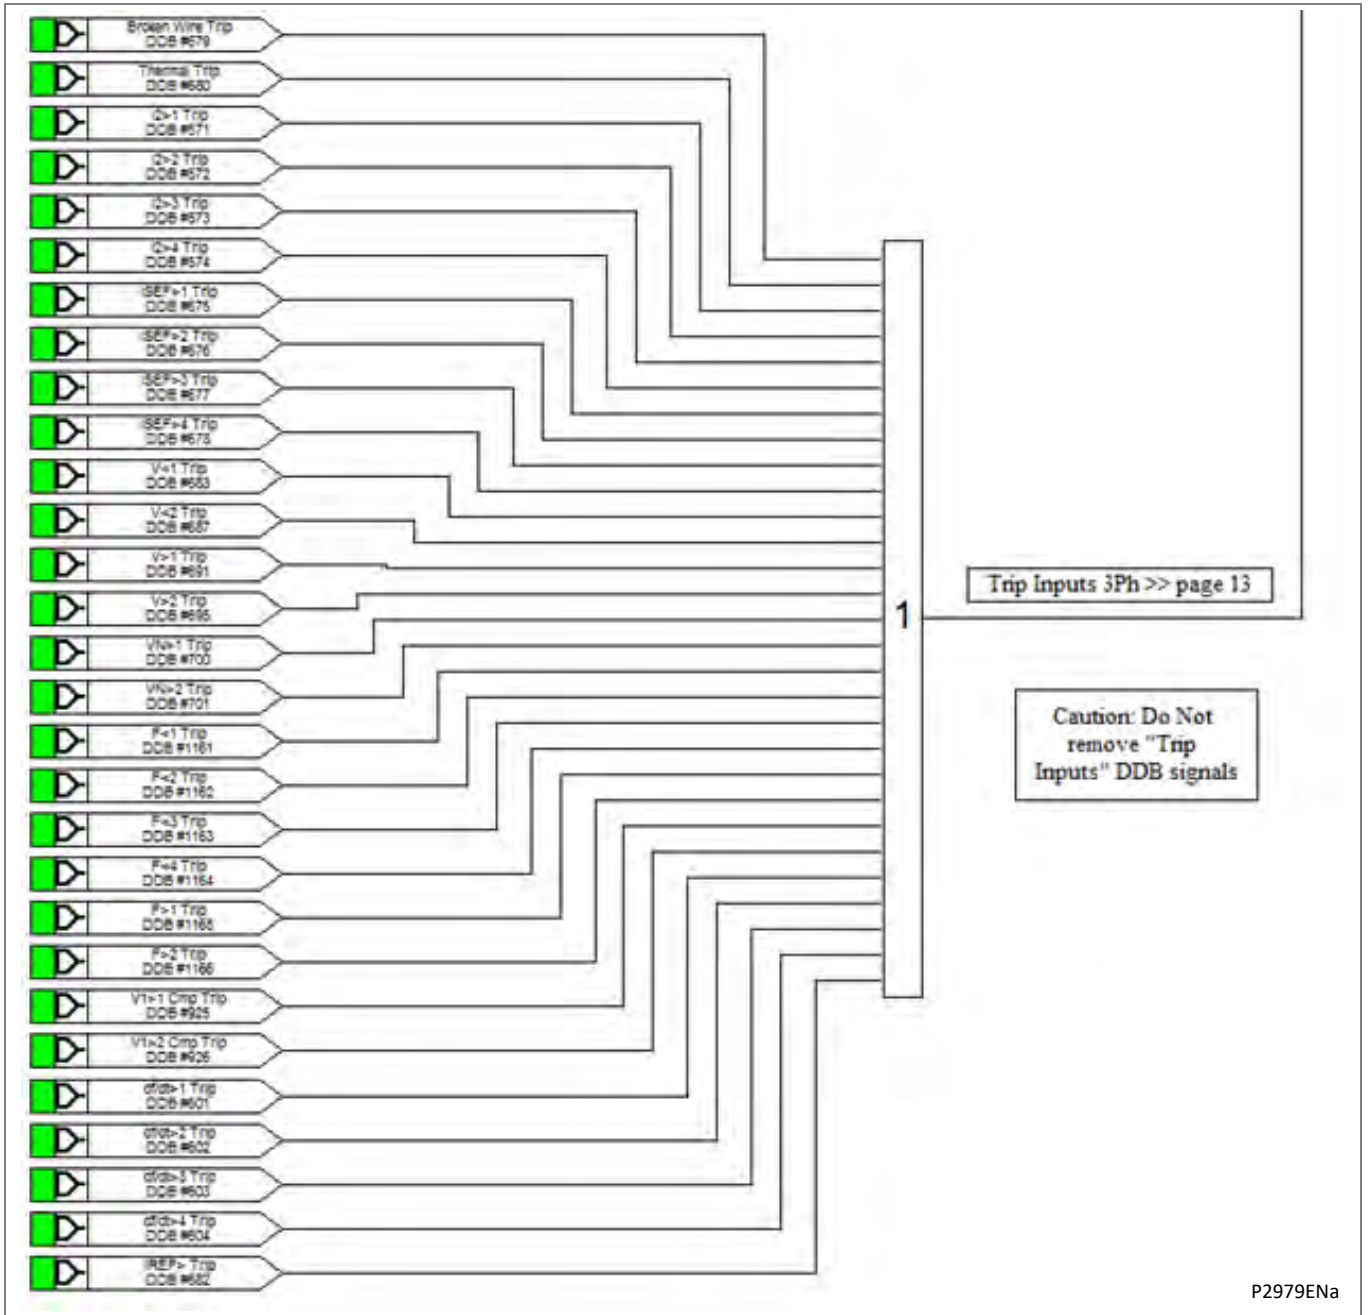 Broken Wire Trip
DDB #679
Thermal Trip
DDB #680
I2>1 Trip
DDB #571
I2>2 Trip
DDB #572
I2>3 Trip
DDB #573
I2>4 Trip
DDB #574
ISEF>1 Trip
DDB #675
ISEF>2 Trip
DDB #676
ISEF>3 Trip
DDB #677
ISEF>4 Trip
DDB #678
V<1 Trip
DDB #683
V<2 Trip
DDB #687
V>1 Trip
DDB #691
V>2 Trip
DDB #695
VN>1 Trip
DDB #700
VN>2 Trip
DDB #701
F<1 Trip
DDB #1161
F<2 Trip
DDB #1162
F<3 Trip
DDB #1163
F<4 Trip
DDB #1164
F>1 Trip
DDB #1165
F>2 Trip
DDB #1166
V1>1 Cmp Trip
DDB #925
V1>2 Cmp Trip
DDB #926
df/dt>1 Trip
DDB #601
df/dt>2 Trip
DDB #602
df/dt>3 Trip
DDB #603
df/dt>4 Trip
DDB #604
IREF> Trip
DDB #682
1
Trip Inputs 3Ph >> page 13
Caution: Do Not
remove "Trip
Inputs" DDB signals
P2979ENa